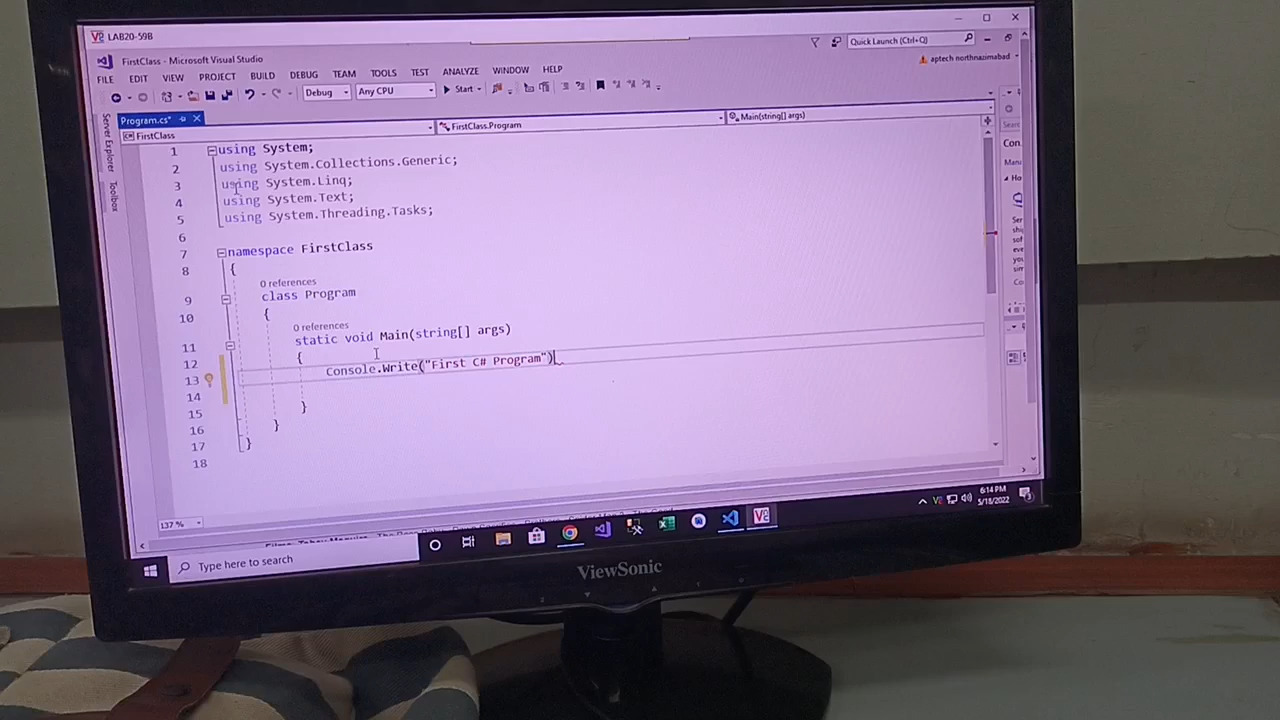 LAB20-59B
FirstClass - Microsoft Visual Studio
Quick Launch (Ctrl+Q)
FILE EDIT VIEW PROJECT BUILD DEBUG TEAM TOOLS TEST ANALYZE WINDOW HELP
aptech northnazimabad
Debug Any CPU Start
Program.cs*
FirstClass FirstClass.Program Main(string[] args)
Server Explorer
Toolbox
1 using System;
2 using System.Collections.Generic;
3 using System.Linq;
4 using System.Text;
5 using System.Threading.Tasks;
6
7 namespace FirstClass
8 {
0 references
9 class Program
10 {
0 references
11 static void Main(string[] args)
12 {
13 Console.Write("First C# Program")
14
15 }
16 }
17 }
18
137 %
6:14 PM
5/18/2022
Type here to search
ViewSonic